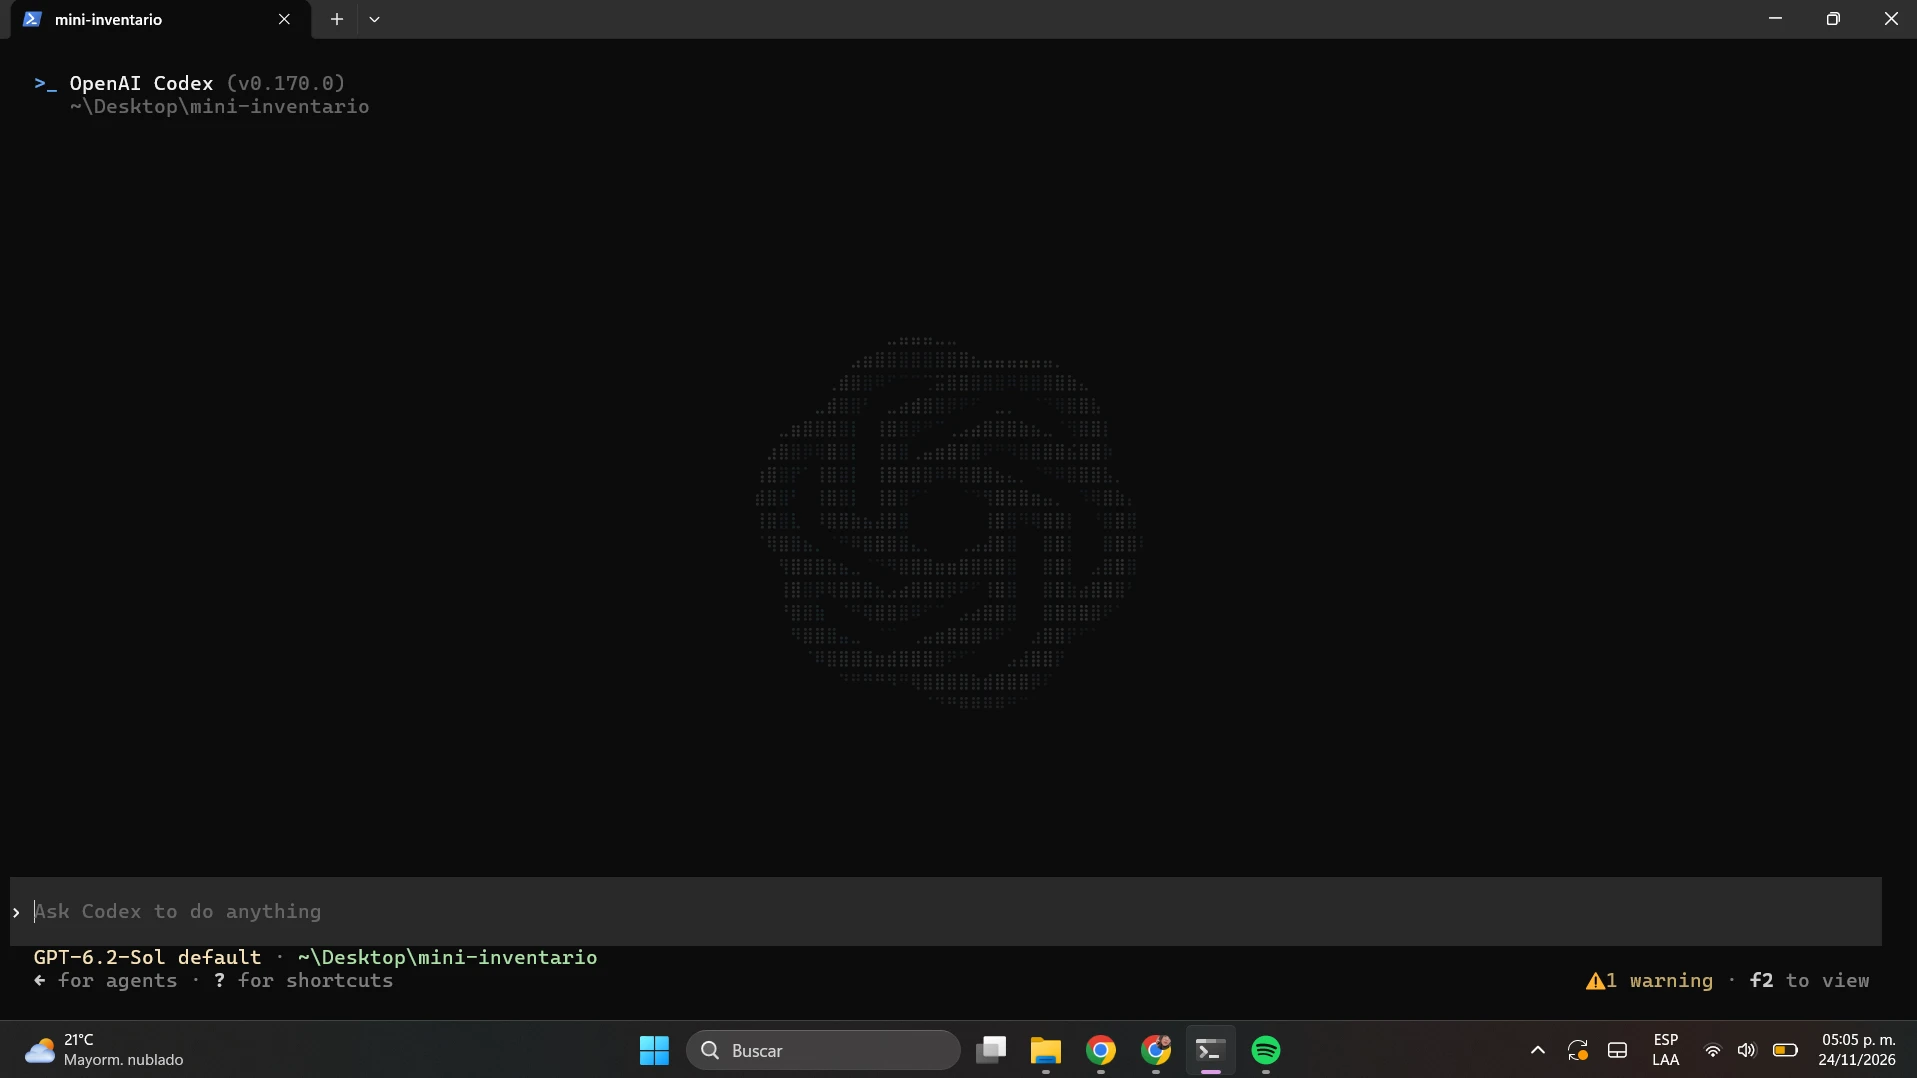 mini-inventario
>_ OpenAI Codex (v0.170.0)
~\Desktop\mini-inventario
› Ask Codex to do anything
GPT-6.2-Sol default · ~\Desktop\mini-inventario
← for agents · ? for shortcuts
⚠1 warning · f2 to view
21°C
Mayorm. nublado
Buscar
ESP
LAA
05:05 p. m.
24/11/2026